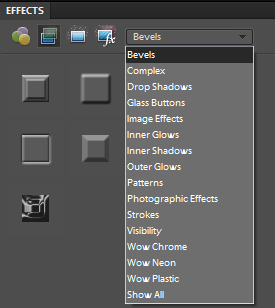 EFFECTS
fx
Bevels
Bevels
Complex
Drop Shadows
Glass Buttons
Image Effects
Inner Glows
Inner Shadows
Outer Glows
Patterns
Photographic Effects
Strokes
Visibility
Wow Chrome
Wow Neon
Wow Plastic
Show All